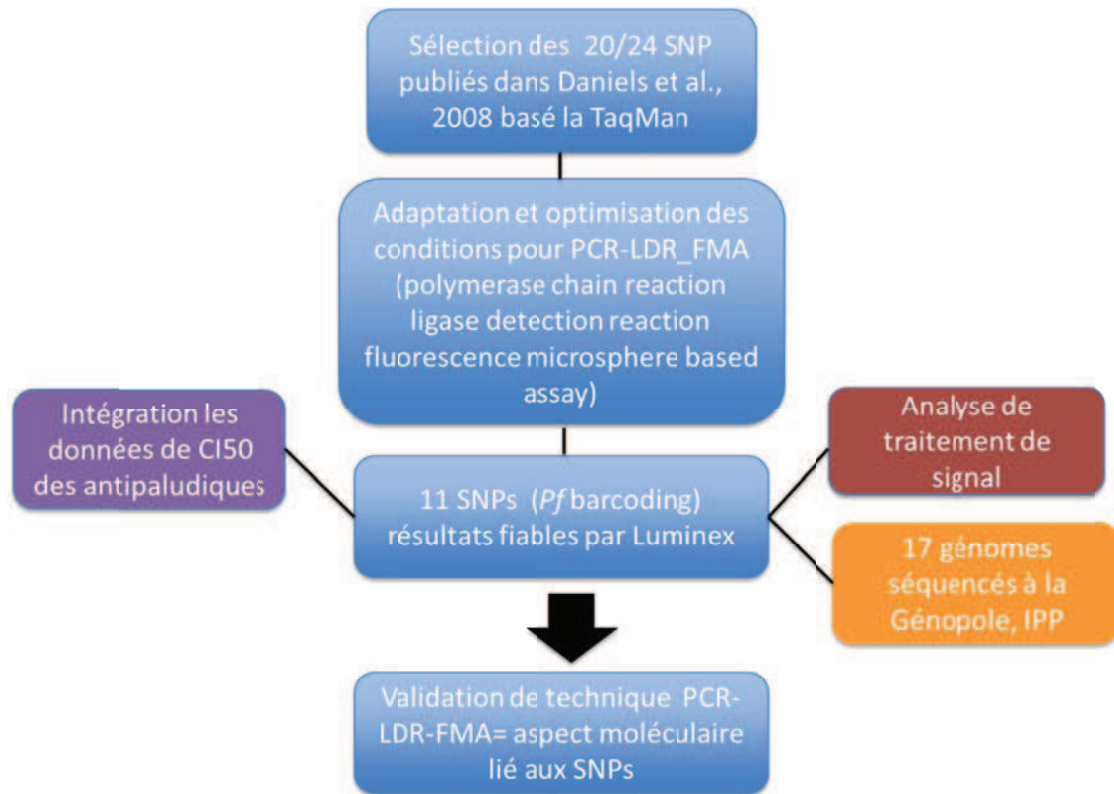 Sélection des 20/24 SNP
publiés dans Daniels et al.,
2008 basé la TaqMan
Adaptation et optimisation des
conditions pour PCR-LDR_FMA
(polymerase chain reaction
ligase detection reaction
fluorescence microsphere based
assay)
Intégration les
données de CI50
des antipaludiques
11 SNPs (Pf barcoding)
résultats fiables par Luminex
Analyse de
traitement de
signal
17 génomes
séquencés à la
Génopole, IPP
Validation de technique PCR-
LDR-FMA= aspect moléculaire
lié aux SNPs